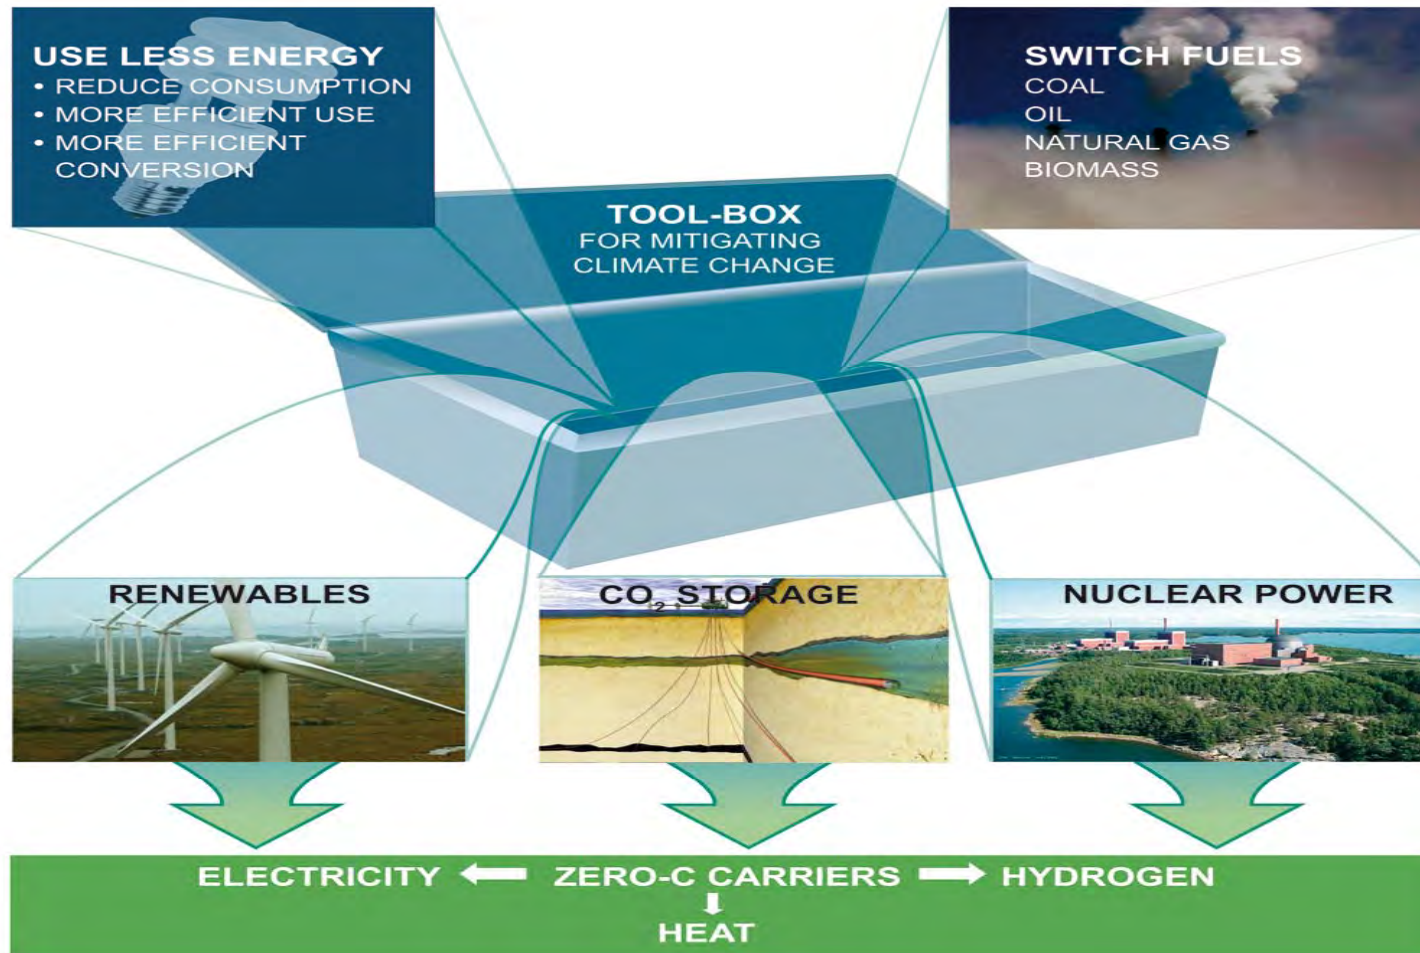 USE LESS ENERGY
• REDUCE CONSUMPTION
• MORE EFFICIENT USE
• MORE EFFICIENT
CONVERSION
SWITCH FUELS
COAL
OIL
NATURAL GAS
BIOMASS
TOOL-BOX
FOR MITIGATING
CLIMATE CHANGE
RENEWABLES
CO₂ STORAGE
NUCLEAR POWER
ELECTRICITY ← ZERO-C CARRIERS → HYDROGEN
↓
HEAT